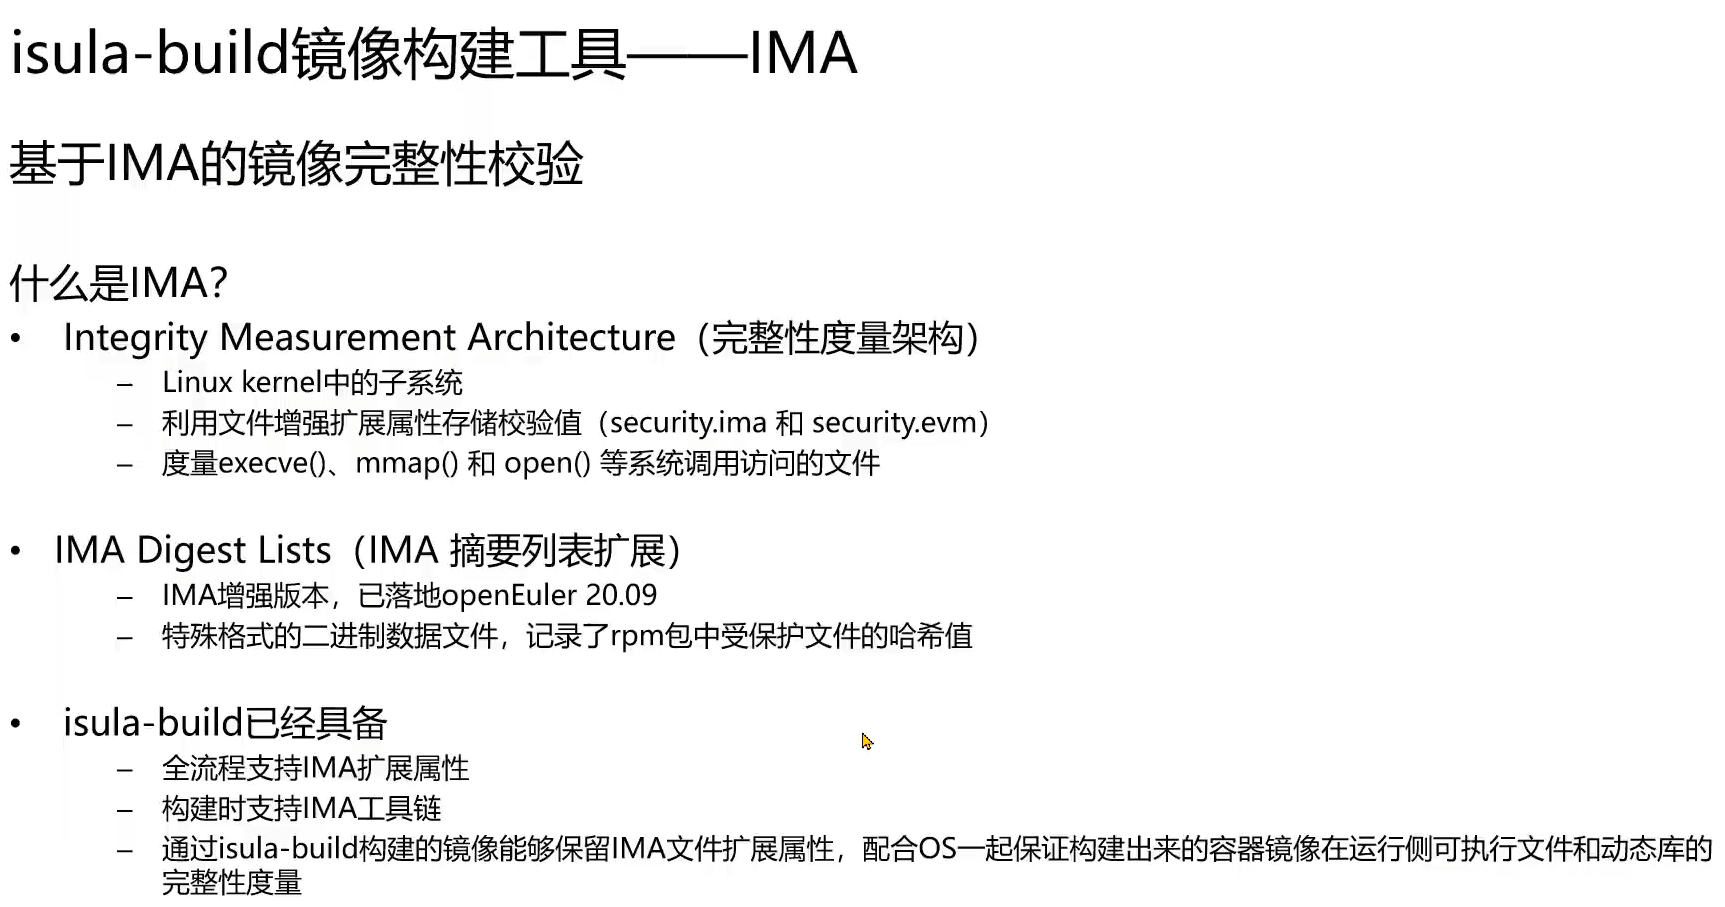 isula-build镜像构建工具——IMA
基于IMA的镜像完整性校验
什么是IMA？
• Integrity Measurement Architecture（完整性度量架构）
– Linux kernel中的子系统
– 利用文件增强扩展属性存储校验值（security.ima 和 security.evm）
– 度量execve()、mmap() 和 open() 等系统调用访问的文件
• IMA Digest Lists（IMA 摘要列表扩展）
– IMA增强版本，已落地openEuler 20.09
– 特殊格式的二进制数据文件，记录了rpm包中受保护文件的哈希值
• isula-build已经具备
– 全流程支持IMA扩展属性
– 构建时支持IMA工具链
– 通过isula-build构建的镜像能够保留IMA文件扩展属性，配合OS一起保证构建出来的容器镜像在运行侧可执行文件和动态库的
完整性度量